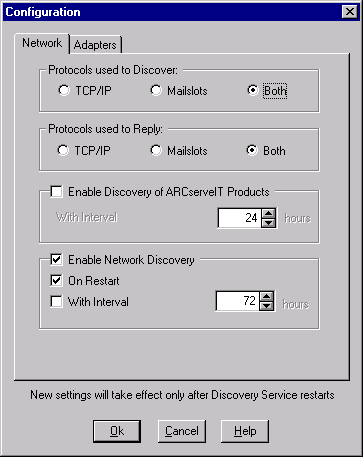 Configuration
Network Adapters
Protocols used to Discover:
TCP/IP Mailslots Both
Protocols used to Reply:
TCP/IP Mailslots Both
Enable Discovery of ARCserveIT Products
With Interval 24 hours
Enable Network Discovery
On Restart
With Interval 72 hours
New settings will take effect only after Discovery Service restarts
Ok Cancel Help